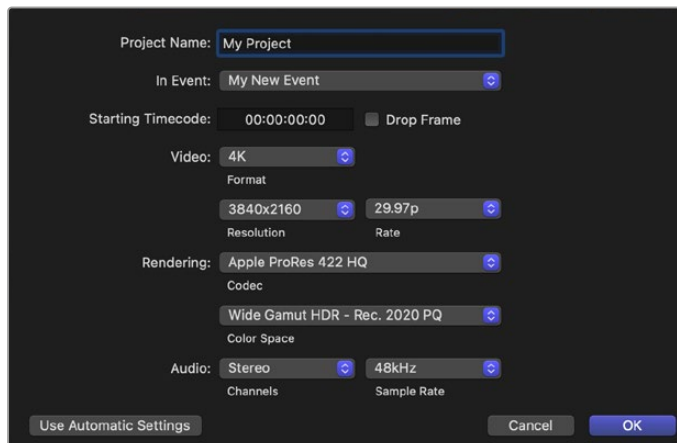 Project Name: My Project
In Event: My New Event
Starting Timecode: 00:00:00:00 Drop Frame
Video: 4K
Format
3840x2160 29.97p
Resolution Rate
Rendering: Apple ProRes 422 HQ
Codec
Wide Gamut HDR - Rec. 2020 PQ
Color Space
Audio: Stereo 48kHz
Channels Sample Rate
Use Automatic Settings Cancel OK